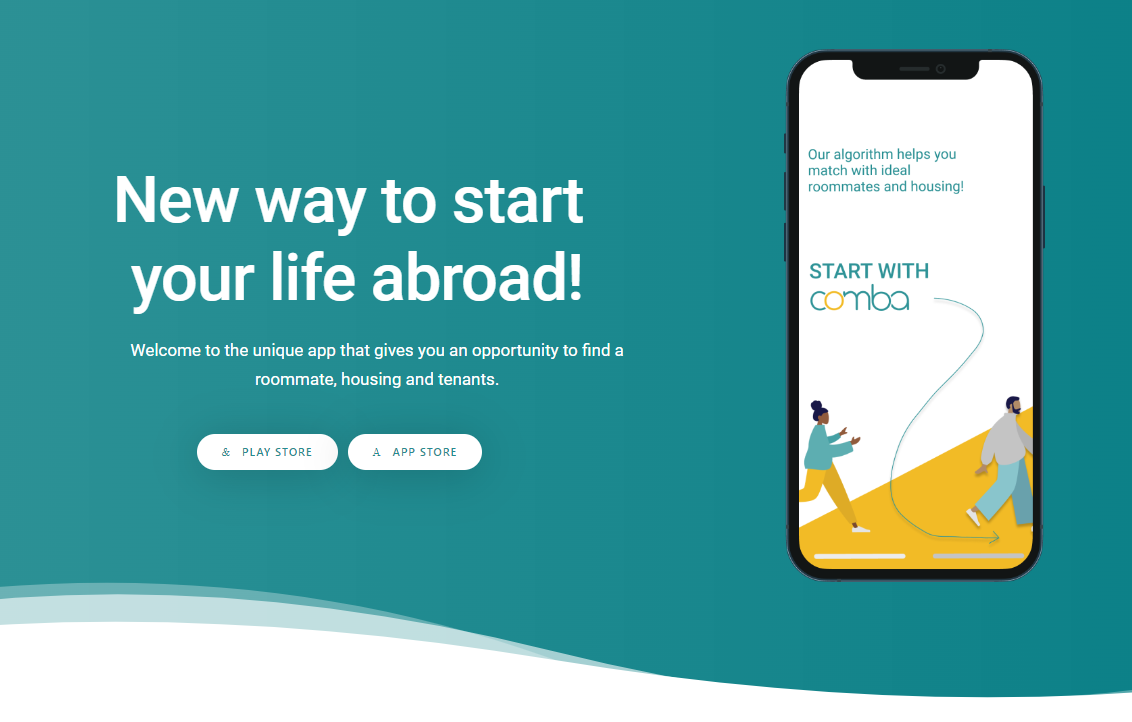 New way to start
your life abroad!
Welcome to the unique app that gives you an opportunity to find a
roommate, housing and tenants.
& PLAY STORE
A APP STORE
Our algorithm helps you
match with ideal
roommates and housing!
START WITH
comba